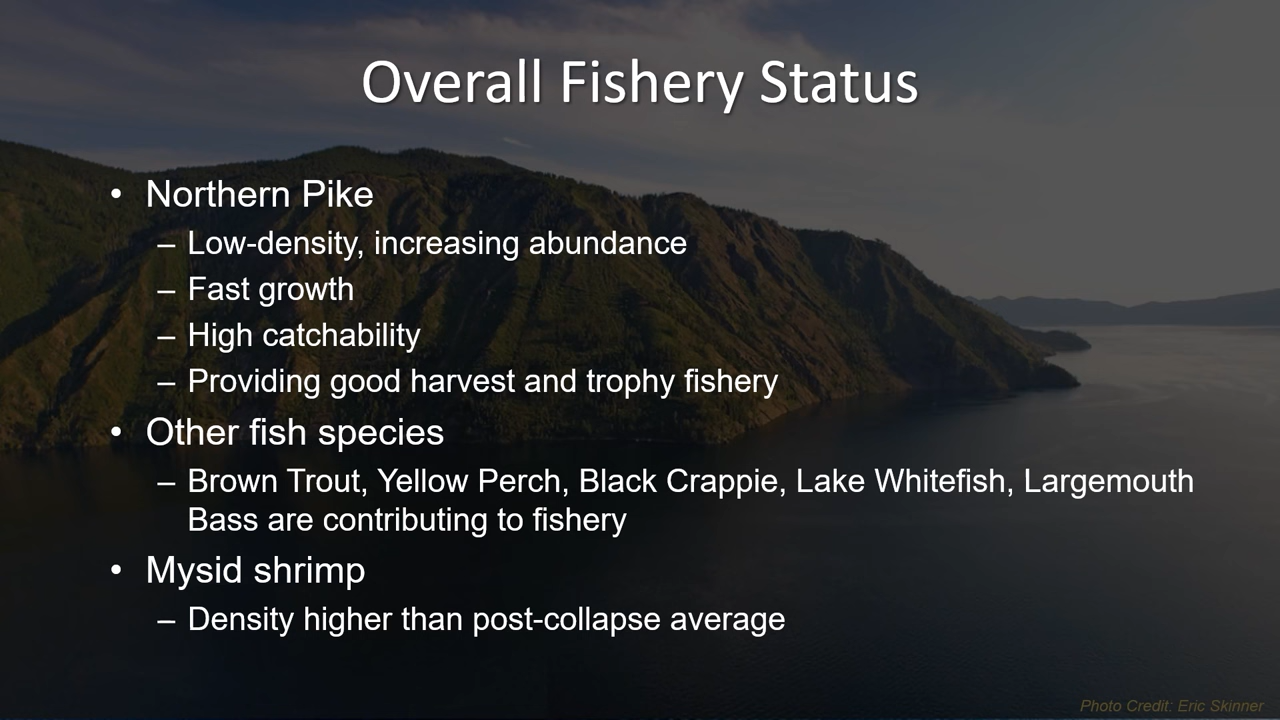 Overall Fishery Status
• Northern Pike
– Low-density, increasing abundance
– Fast growth
– High catchability
– Providing good harvest and trophy fishery
• Other fish species
– Brown Trout, Yellow Perch, Black Crappie, Lake Whitefish, Largemouth
Bass are contributing to fishery
• Mysid shrimp
– Density higher than post-collapse average
Photo Credit: Eric Skinner